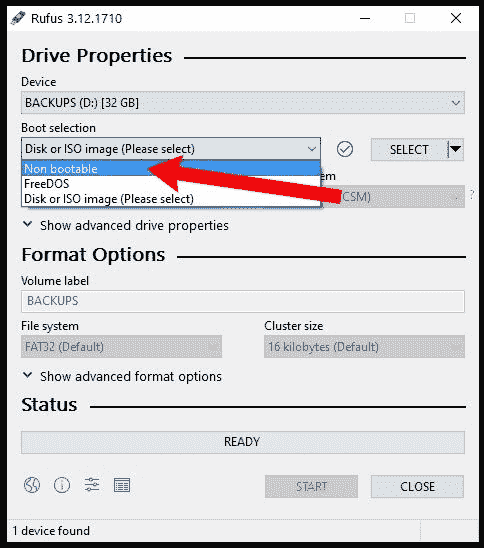 Rufus 3.12.1710
Drive Properties
Device
BACKUPS (D:) [32 GB]
Boot selection
Disk or ISO image (Please select)
SELECT
Non bootable
FreeDOS
Disk or ISO image (Please select)
CSM)
?
Show advanced drive properties
Format Options
Volume label
BACKUPS
File system
Cluster size
FAT32 (Default)
16 kilobytes (Default)
Show advanced format options
Status
READY
START
CLOSE
1 device found